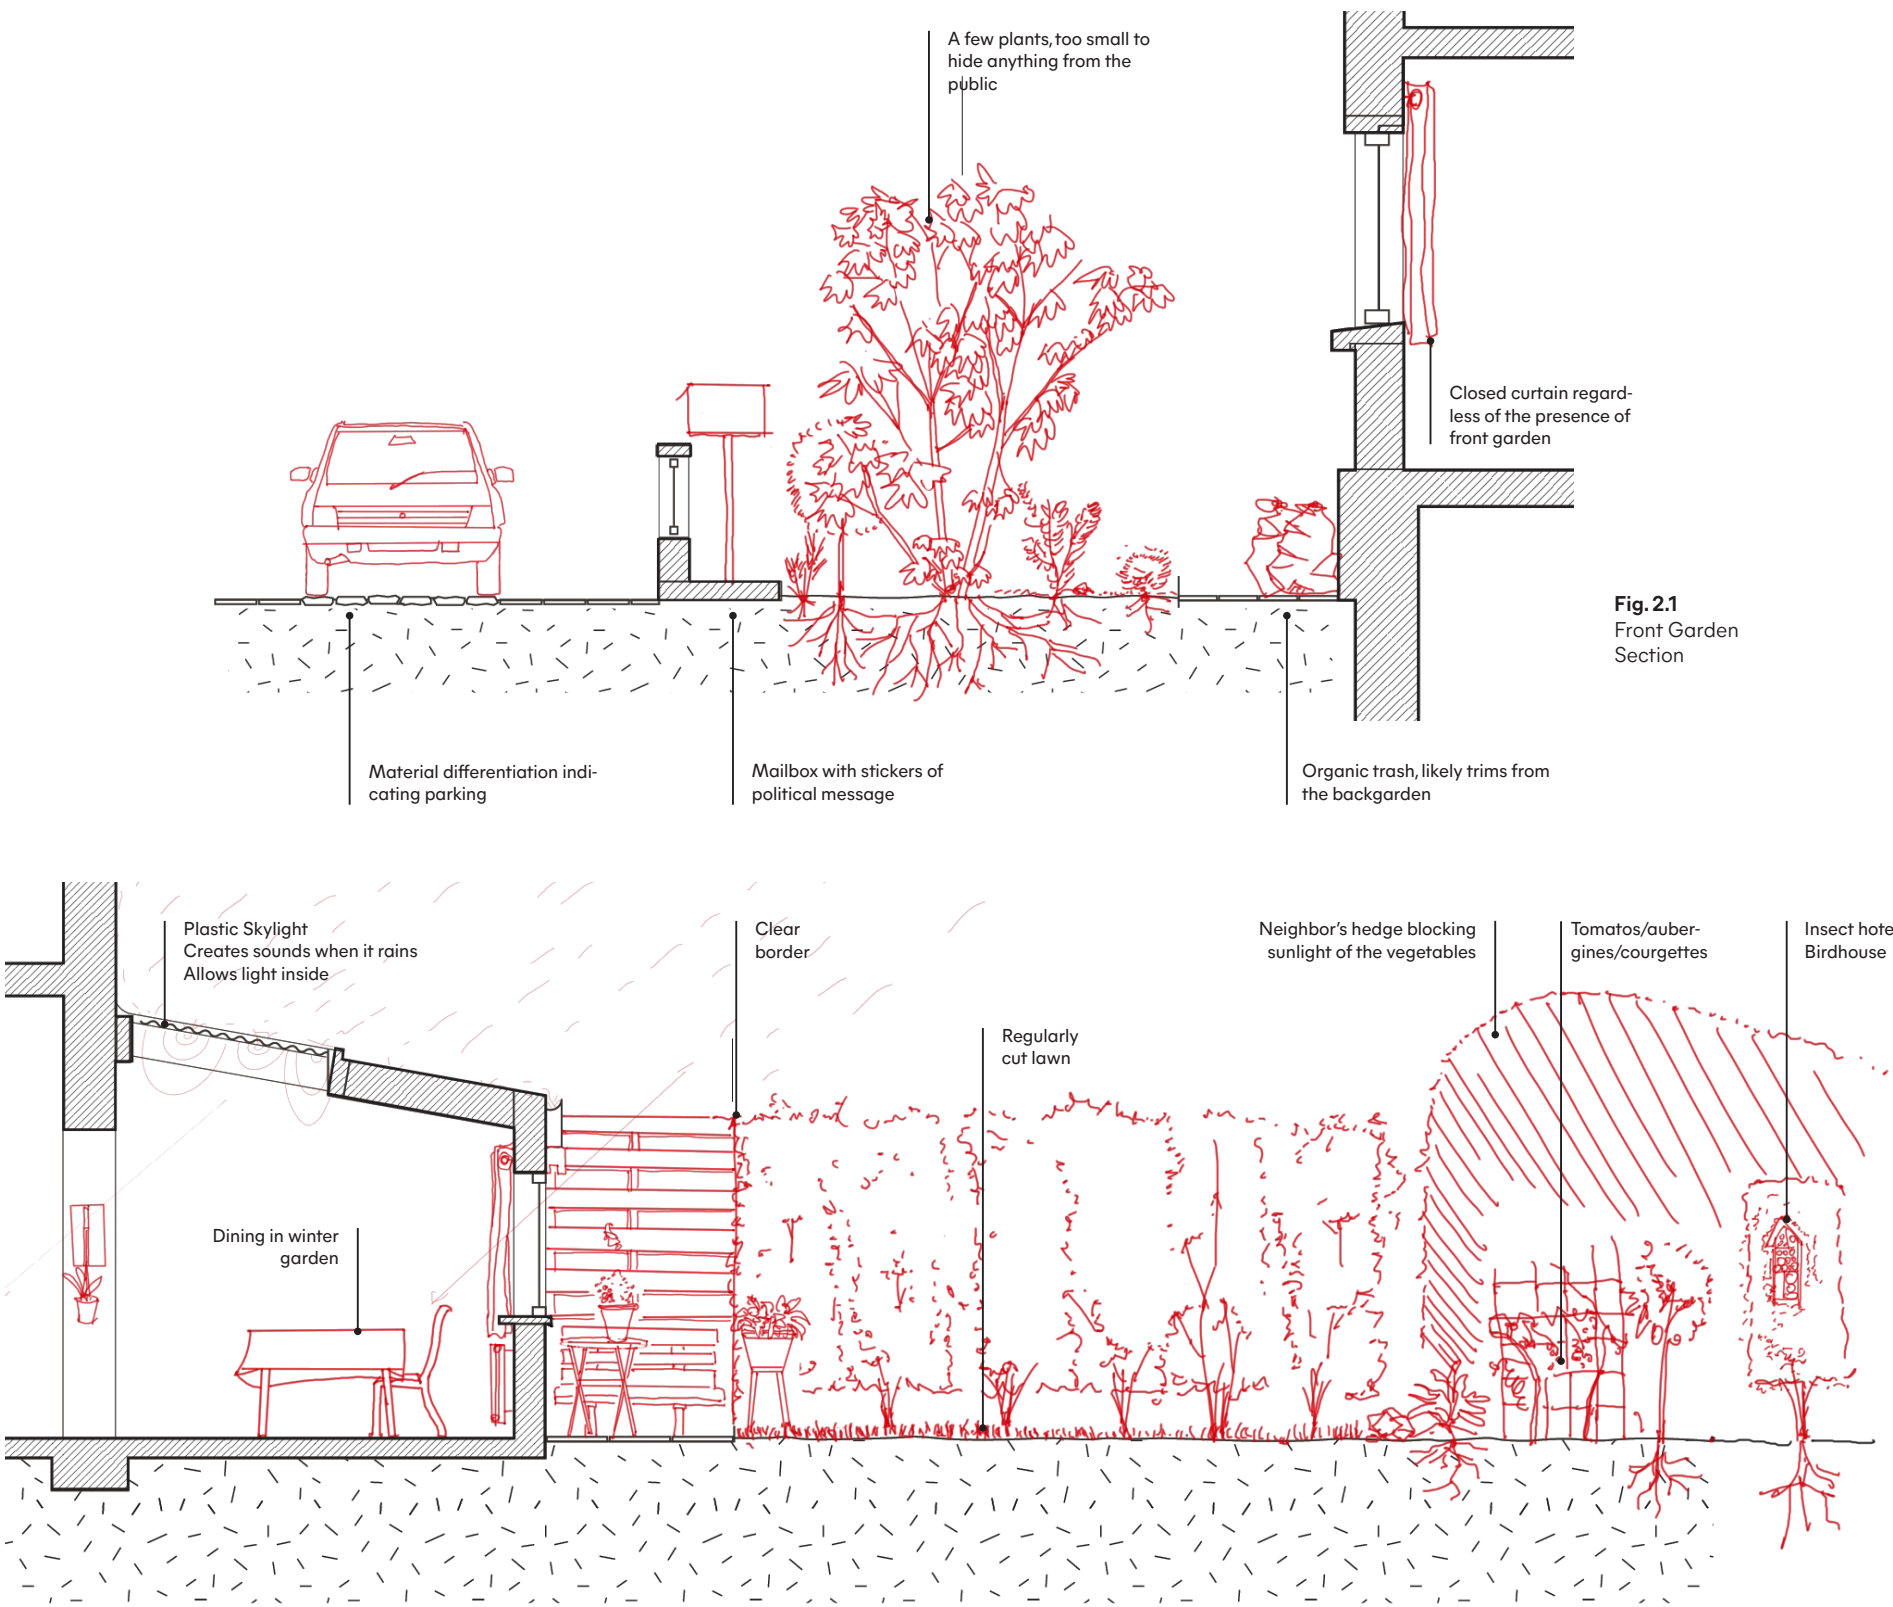 A few plants, too small to
hide anything from the
public
Closed curtain regard-
less of the presence of
front garden
Fig. 2.1
Front Garden
Section
Material differentiation indi-
cating parking
Mailbox with stickers of
political message
Organic trash, likely trims from
the backgarden
Plastic Skylight
Creates sounds when it rains
Allows light inside
Clear
border
Neighbor's hedge blocking
sunlight of the vegetables
Tomatos/auber-
gines/courgettes
Insect hote
Birdhouse
Regularly
cut lawn
Dining in winter
garden